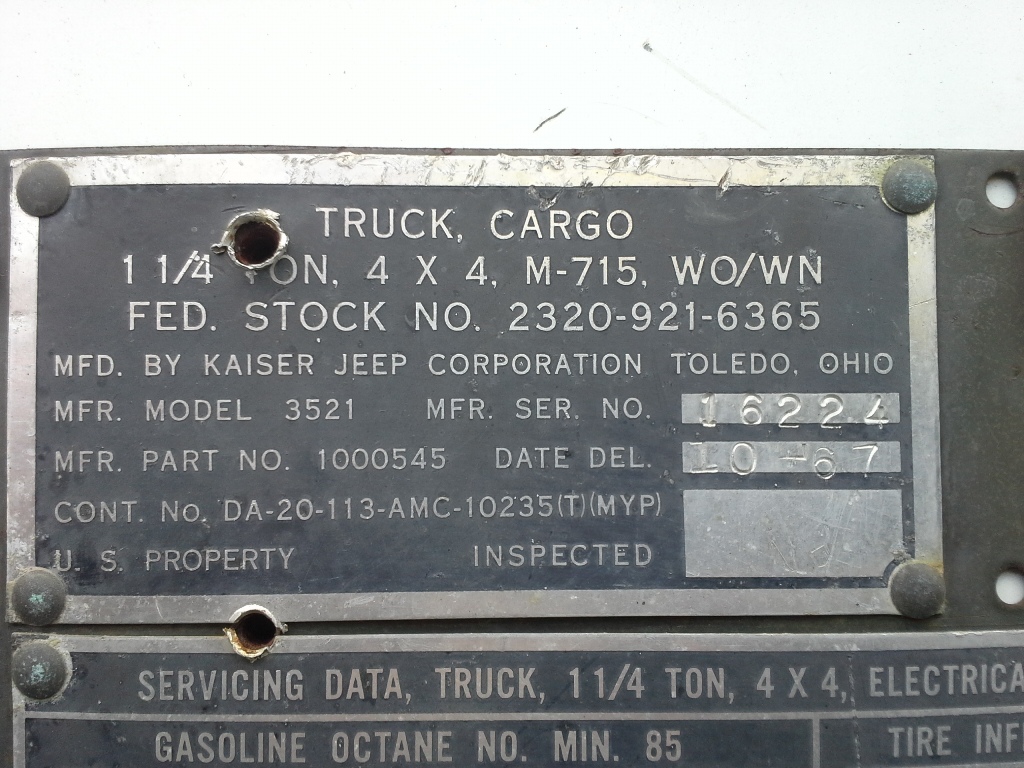 TRUCK, CARGO
1 1/4 TON, 4 X 4, M-715, WO/WN
FED. STOCK NO. 2320-921-6365
MFD. BY KAISER JEEP CORPORATION TOLEDO, OHIO
MFR. MODEL 3521 MFR. SER. NO. 16224
MFR. PART NO. 1000545 DATE DEL. 10-67
CONT. No. DA-20-113-AMC-10235(T)(MYP)
U. S. PROPERTY INSPECTED
SERVICING DATA, TRUCK, 1 1/4 TON, 4 X 4, ELECTRICA
GASOLINE OCTANE NO. MIN. 85 TIRE INF